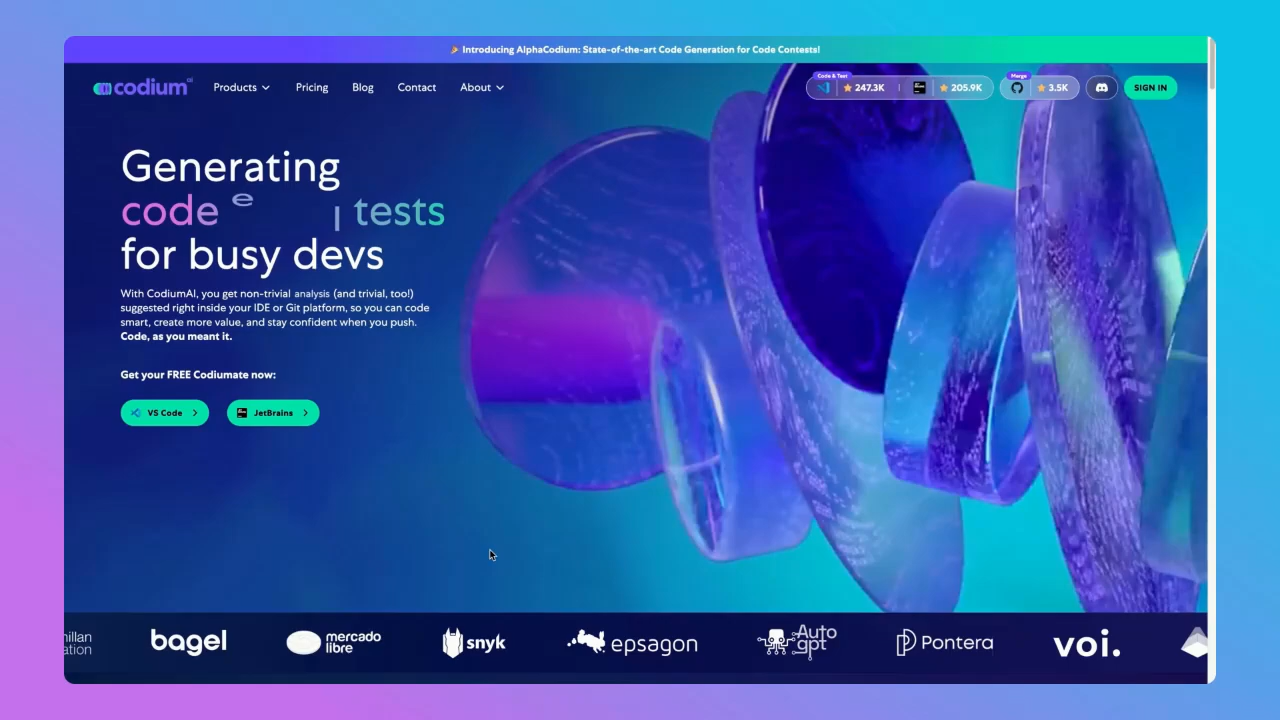 🎉 Introducing AlphaCodium: State-of-the-art Code Generation for Code Contests!
codium
Products
Pricing
Blog
Contact
About
Code & Test
247.3K
205.9K
Merge
3.5K
SIGN IN
Generating
code e l tests
for busy devs
With CodiumAI, you get non-trivial analysis (and trivial, too!)
suggested right inside your IDE or Git platform, so you can code
smart, create more value, and stay confident when you push.
Code, as you meant it.
Get your FREE Codiumate now:
VS Code
JetBrains
bagel
mercado
libre
snyk
epsagon
Auto
gpt
Pontera
voi.